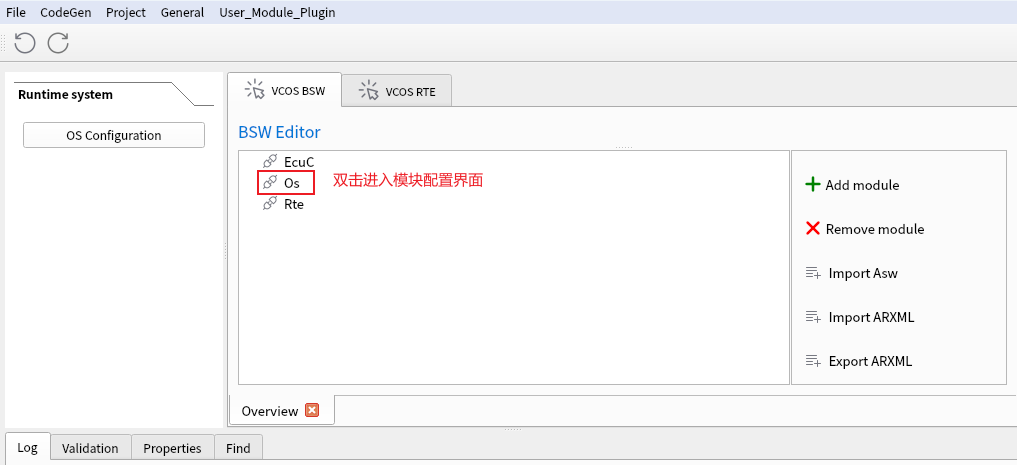 File CodeGen Project General User_Module_Plugin
Runtime system
OS Configuration
VCOS BSW VCOS RTE
BSW Editor
EcuC
Os 双击进入模块配置界面
Rte
Add module
Remove module
Import Asw
Import ARXML
Export ARXML
Overview
Log Validation Properties Find